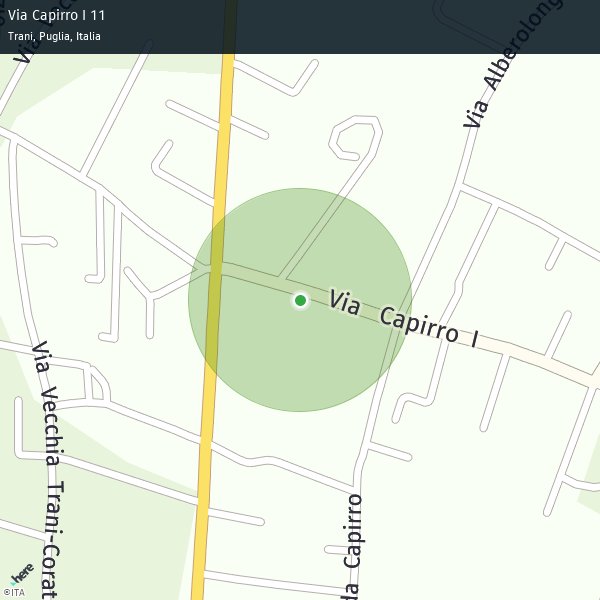 Via Capirro I 11
Trani, Puglia, Italia
Via Alberolong
Via Capirro I
Via Vecchia Trani-Corat
da Capirro
here
©ITA